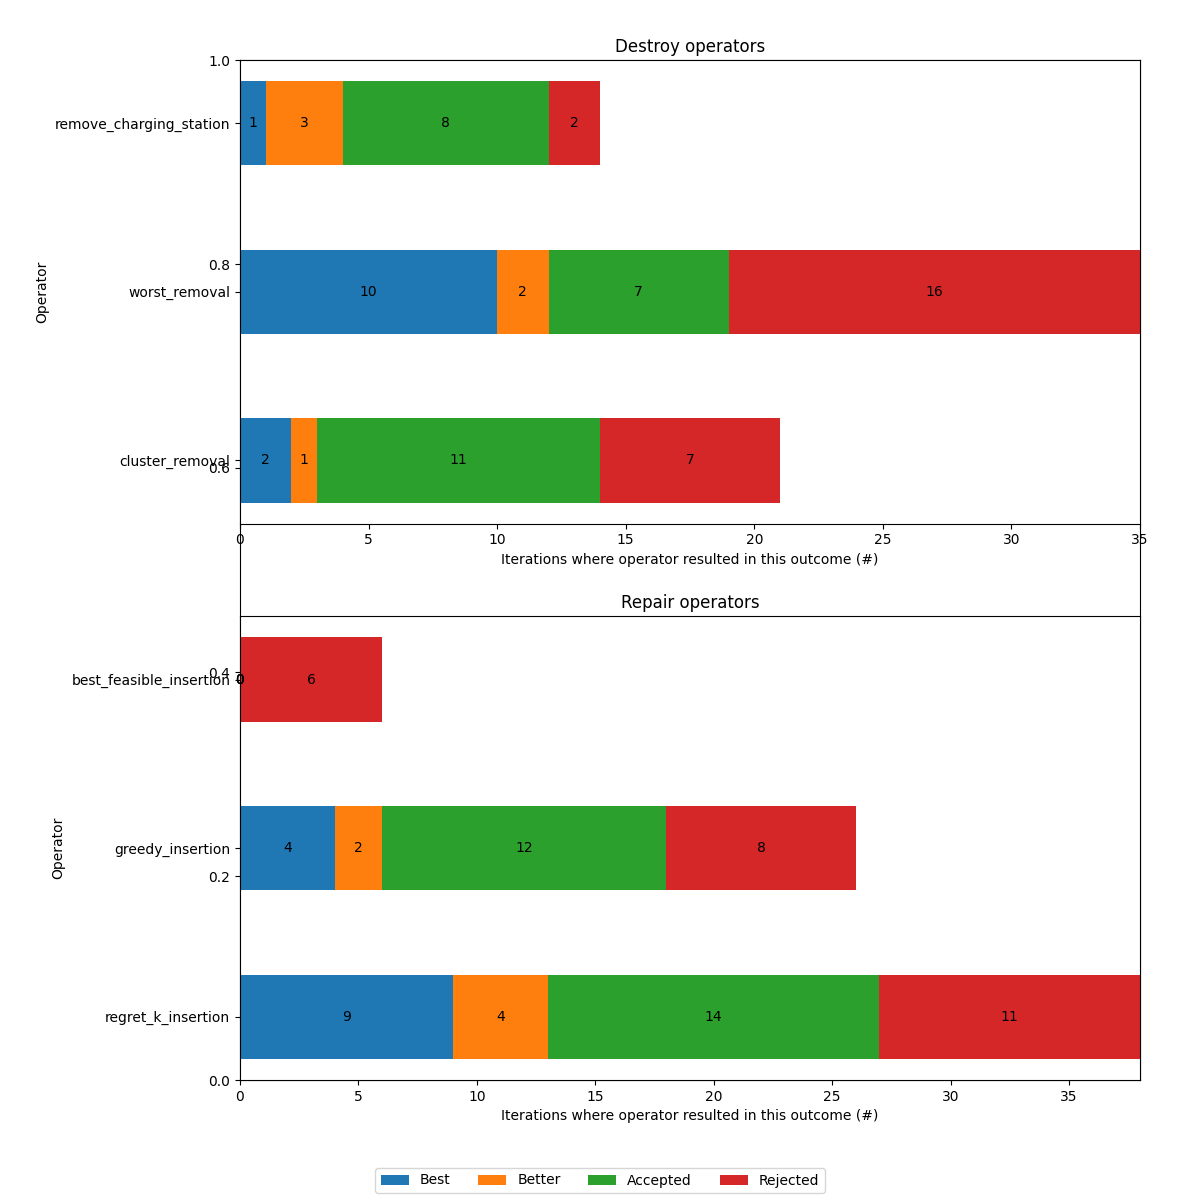 Destroy operators
1.0
remove_charging_station
1 3 8 2
Operator
0.8
worst_removal
10 2 7 16
cluster_removal
2 1 11 7
0.6
0 5 10 15 20 25 30 35
Iterations where operator resulted in this outcome (#)
Repair operators
0.4
best_feasible_insertion
0 6
Operator
greedy_insertion
4 2 12 8
0.2
regret_k_insertion
9 4 14 11
0.0
0 5 10 15 20 25 30 35
Iterations where operator resulted in this outcome (#)
Best Better Accepted Rejected